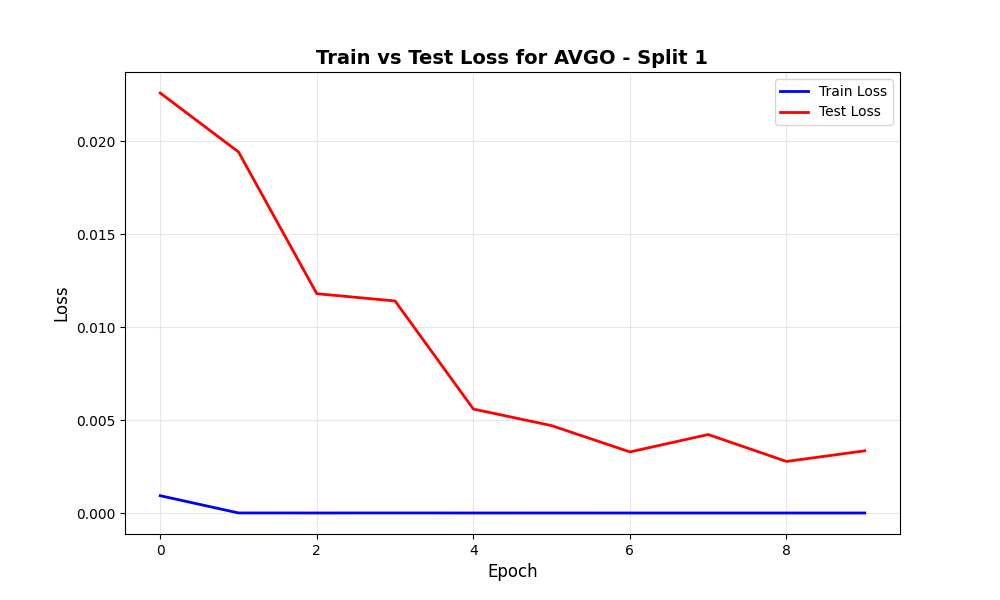 Train vs Test Loss for AVGO - Split 1
Train Loss
Test Loss
0.020
0.015
0.010
0.005
0.000
Loss
0 2 4 6 8
Epoch